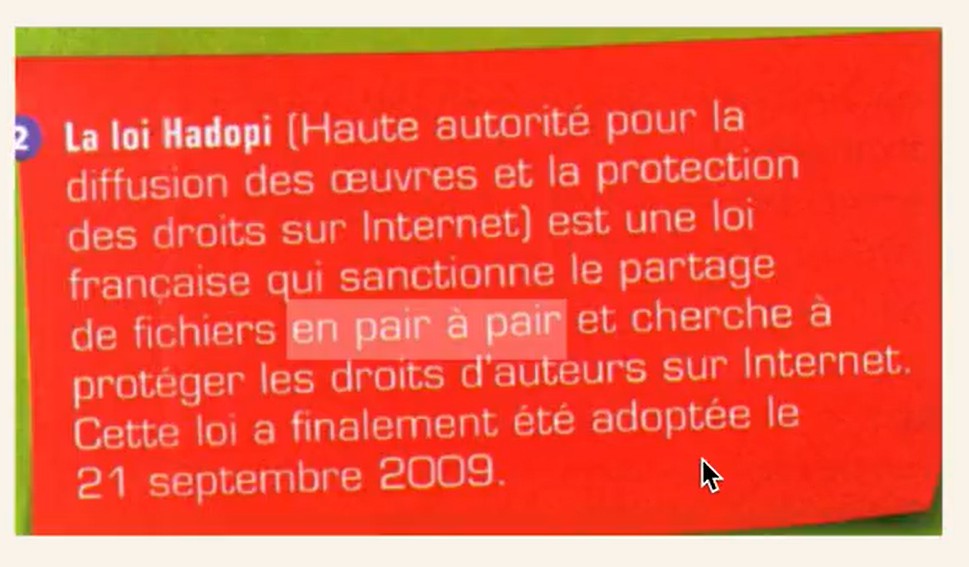 2 La loi Hadopi (Haute autorité pour la
diffusion des œuvres et la protection
des droits sur Internet) est une loi
française qui sanctionne le partage
de fichiers en pair à pair et cherche à
protéger les droits d'auteurs sur Internet.
Cette loi a finalement été adoptée le
21 septembre 2009.